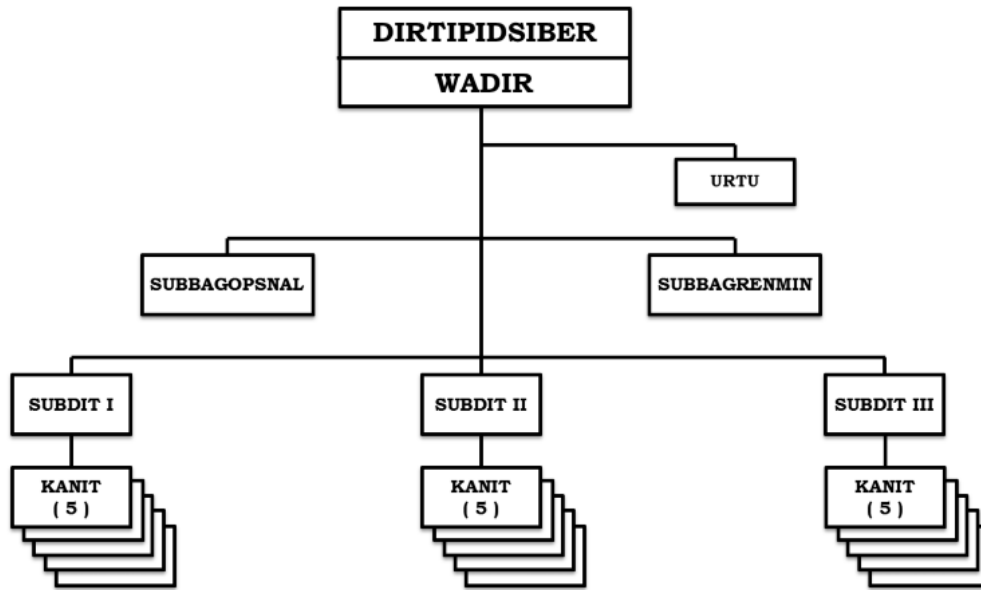 DIRTIPIDSIBER
WADIR
URTU
SUBBAGOPSNAL
SUBBAGRENMIN
SUBDIT I
SUBDIT II
SUBDIT III
KANIT
( 5 )
KANIT
( 5 )
KANIT
( 5 )